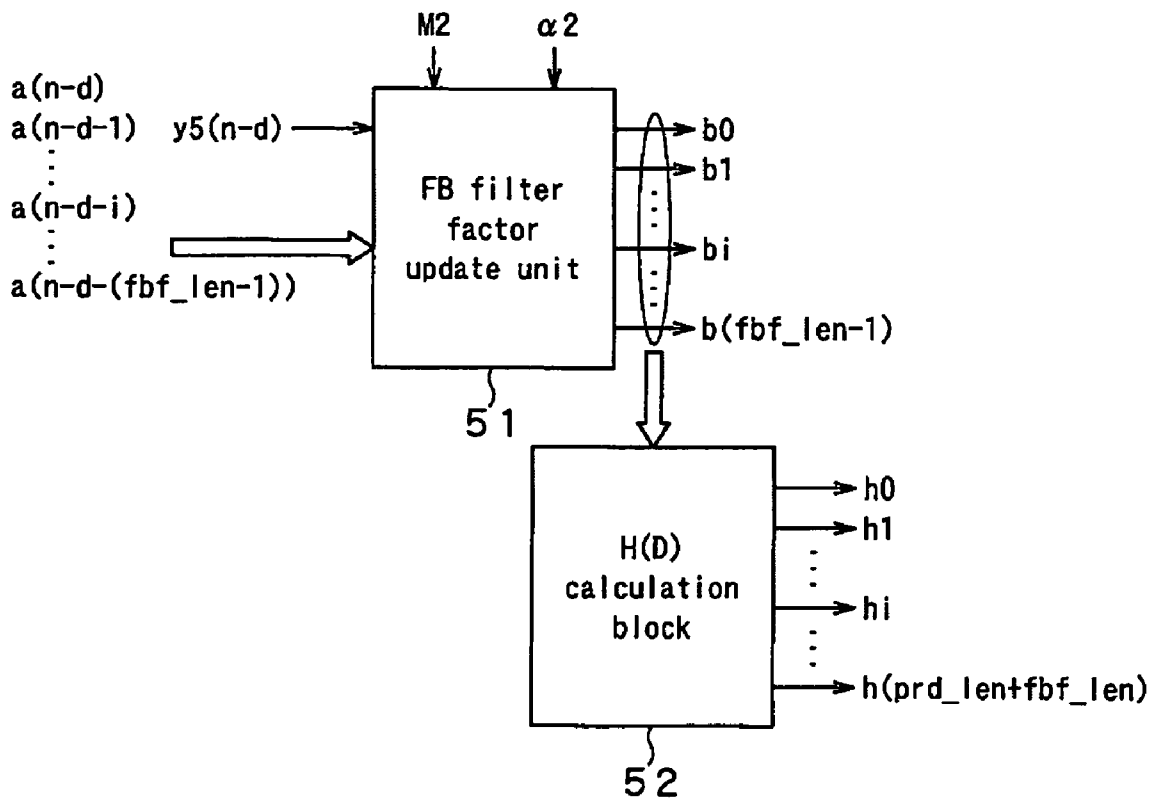 M2 α2
a(n-d)
a(n-d-1) y5(n-d)
a(n-d-i)
a(n-d-(fbf_len-1))
FB filter
factor
update unit
b0
b1
bi
b(fbf_len-1)
51
H(D)
calculation
block
h0
h1
hi
h(prd_len+fbf_len)
52